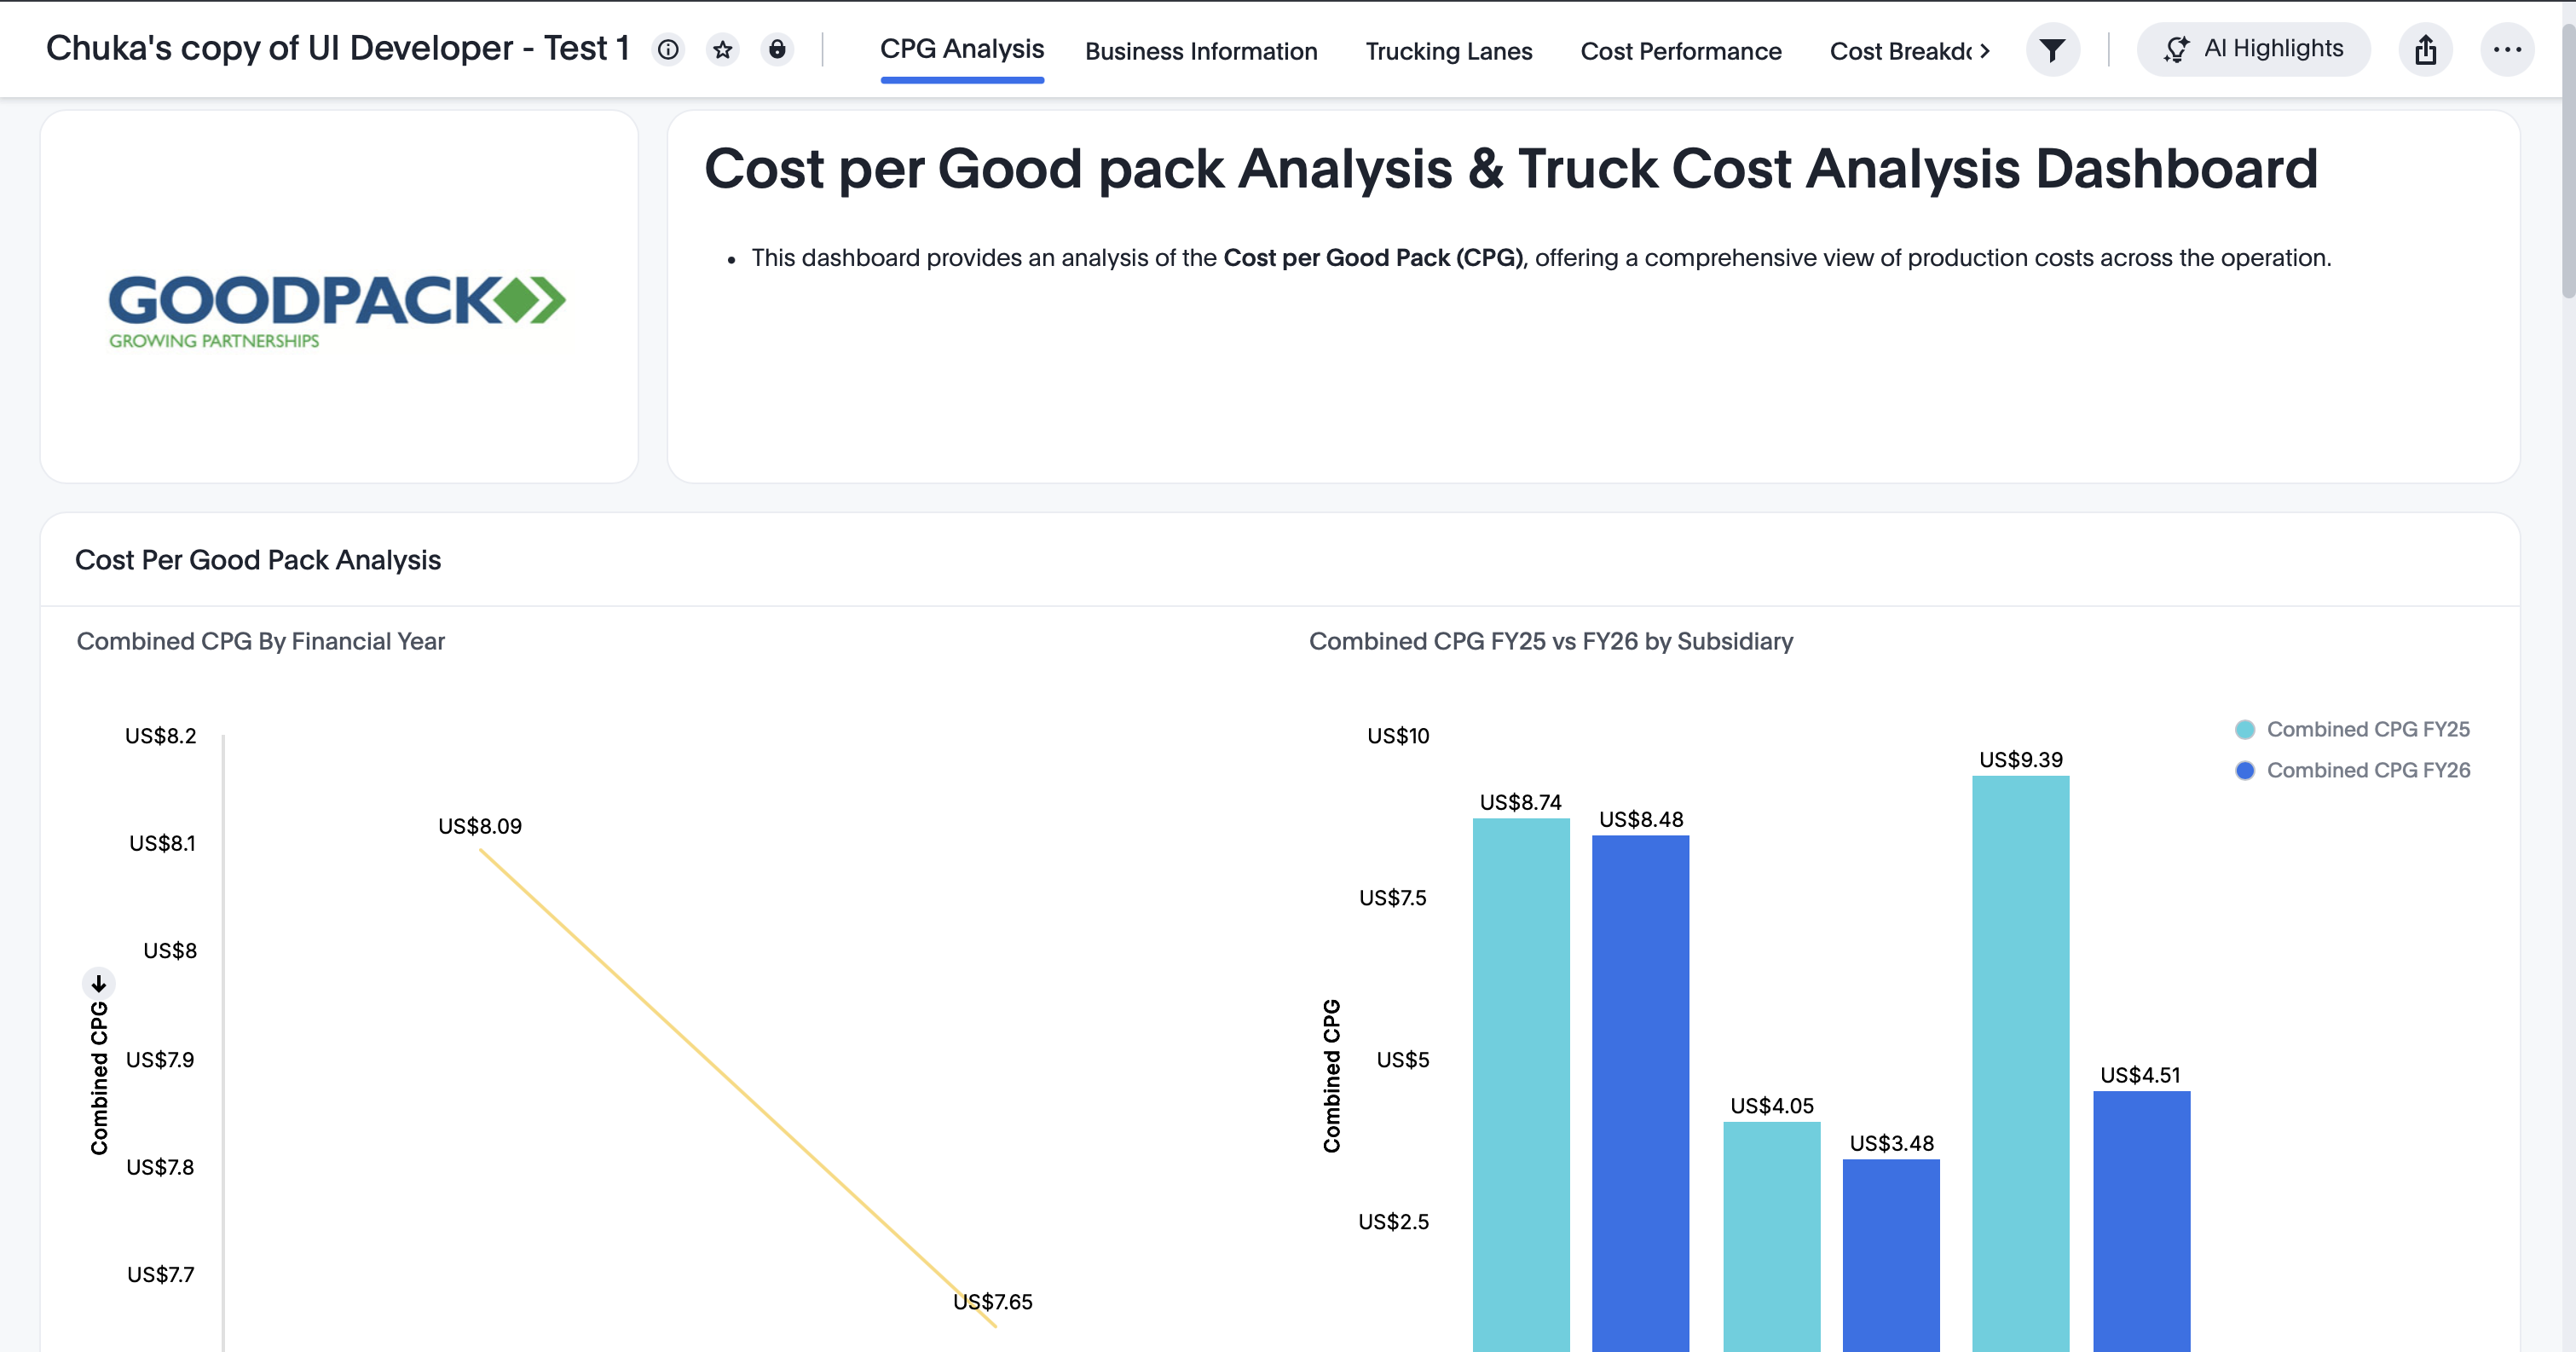 Chuka's copy of UI Developer - Test 1
CPG Analysis
Business Information
Trucking Lanes
Cost Performance
Cost Breakdo
AI Highlights
GOODPACK
GROWING PARTNERSHIPS
Cost per Good pack Analysis & Truck Cost Analysis Dashboard
• This dashboard provides an analysis of the Cost per Good Pack (CPG), offering a comprehensive view of production costs across the operation.
Cost Per Good Pack Analysis
Combined CPG By Financial Year
US$8.2
US$8.1
US$8
US$7.9
US$7.8
US$7.7
Combined CPG
US$8.09
US$7.65
Combined CPG FY25 vs FY26 by Subsidiary
Combined CPG FY25
Combined CPG FY26
US$10
US$7.5
US$5
US$2.5
Combined CPG
US$8.74
US$8.48
US$4.05
US$3.48
US$9.39
US$4.51